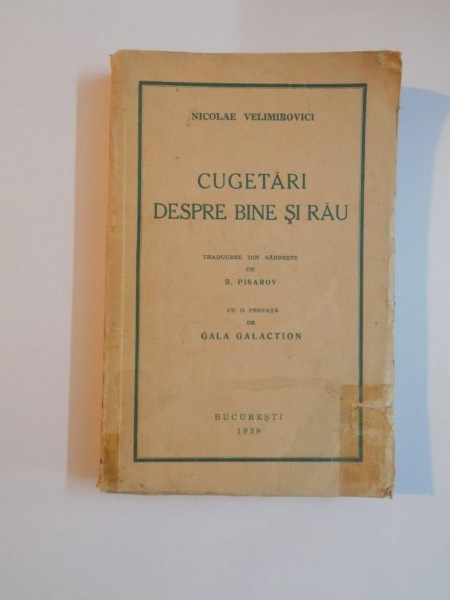 NICOLAE VELIMIROVICI
CUGETĂRI
DESPRE BINE ȘI RĂU
TRADUCERE DIN SÂRBEȘTE
DE
B. PISAROV
CU O PREFAȚĂ
DE
GALA GALACTION
BUCUREȘTI
1939